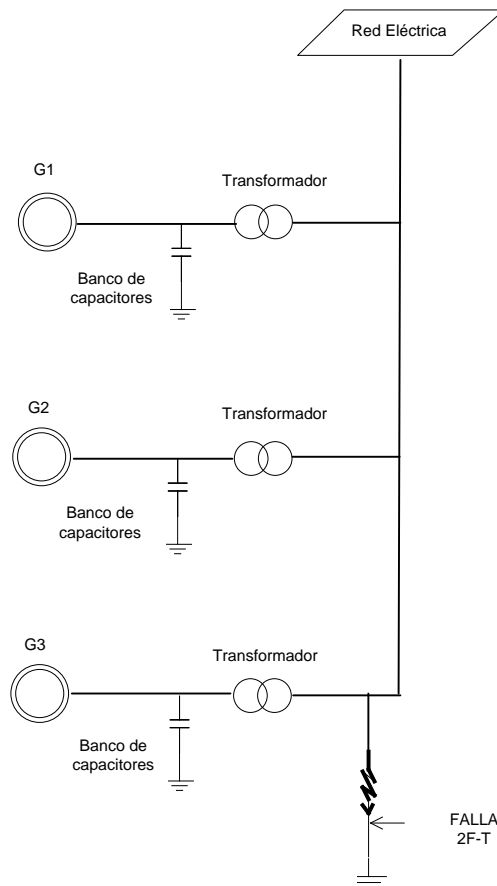 Red Eléctrica
G1
Transformador
Banco de
capacitores
G2
Transformador
Banco de
capacitores
G3
Transformador
Banco de
capacitores
FALLA
2F-T